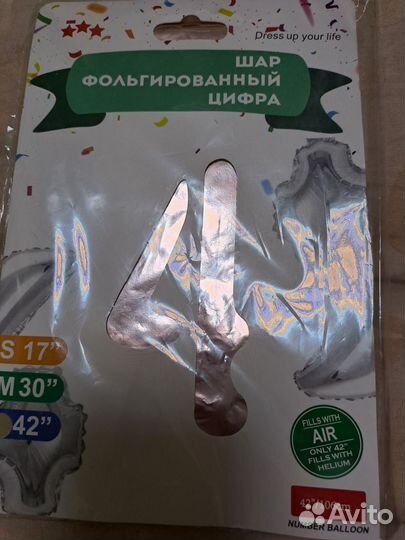 Dress up your life
ШАР
ФОЛЬГИРОВАННЫЙ
ЦИФРА
4
S 17”
M 30”
42”
FILLS WITH
AIR
ONLY 42”
FILLS WITH
HELIUM
NUMBER BALLOON
Avito